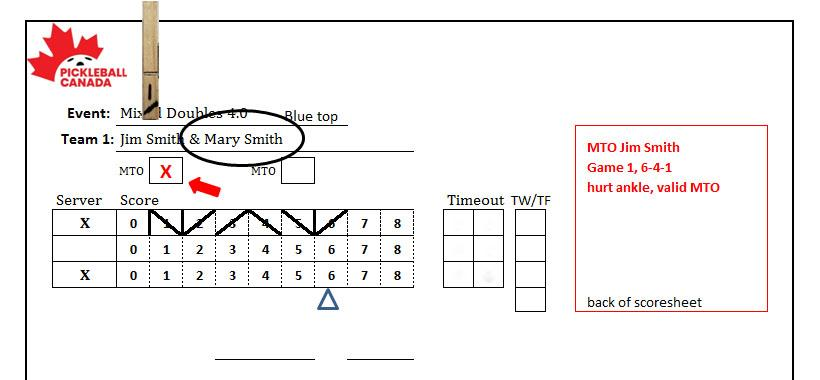 PICKLEBALL
CANADA
Event: Mixed Doubles 4.0 Blue top
Team 1: Jim Smith & Mary Smith
MTO X MTO
Server Score Timeout TW/TF
X 0 1 2 3 4 5 6 7 8
0 1 2 3 4 5 6 7 8
X 0 1 2 3 4 5 6 7 8
MTO Jim Smith
Game 1, 6-4-1
hurt ankle, valid MTO
back of scoresheet